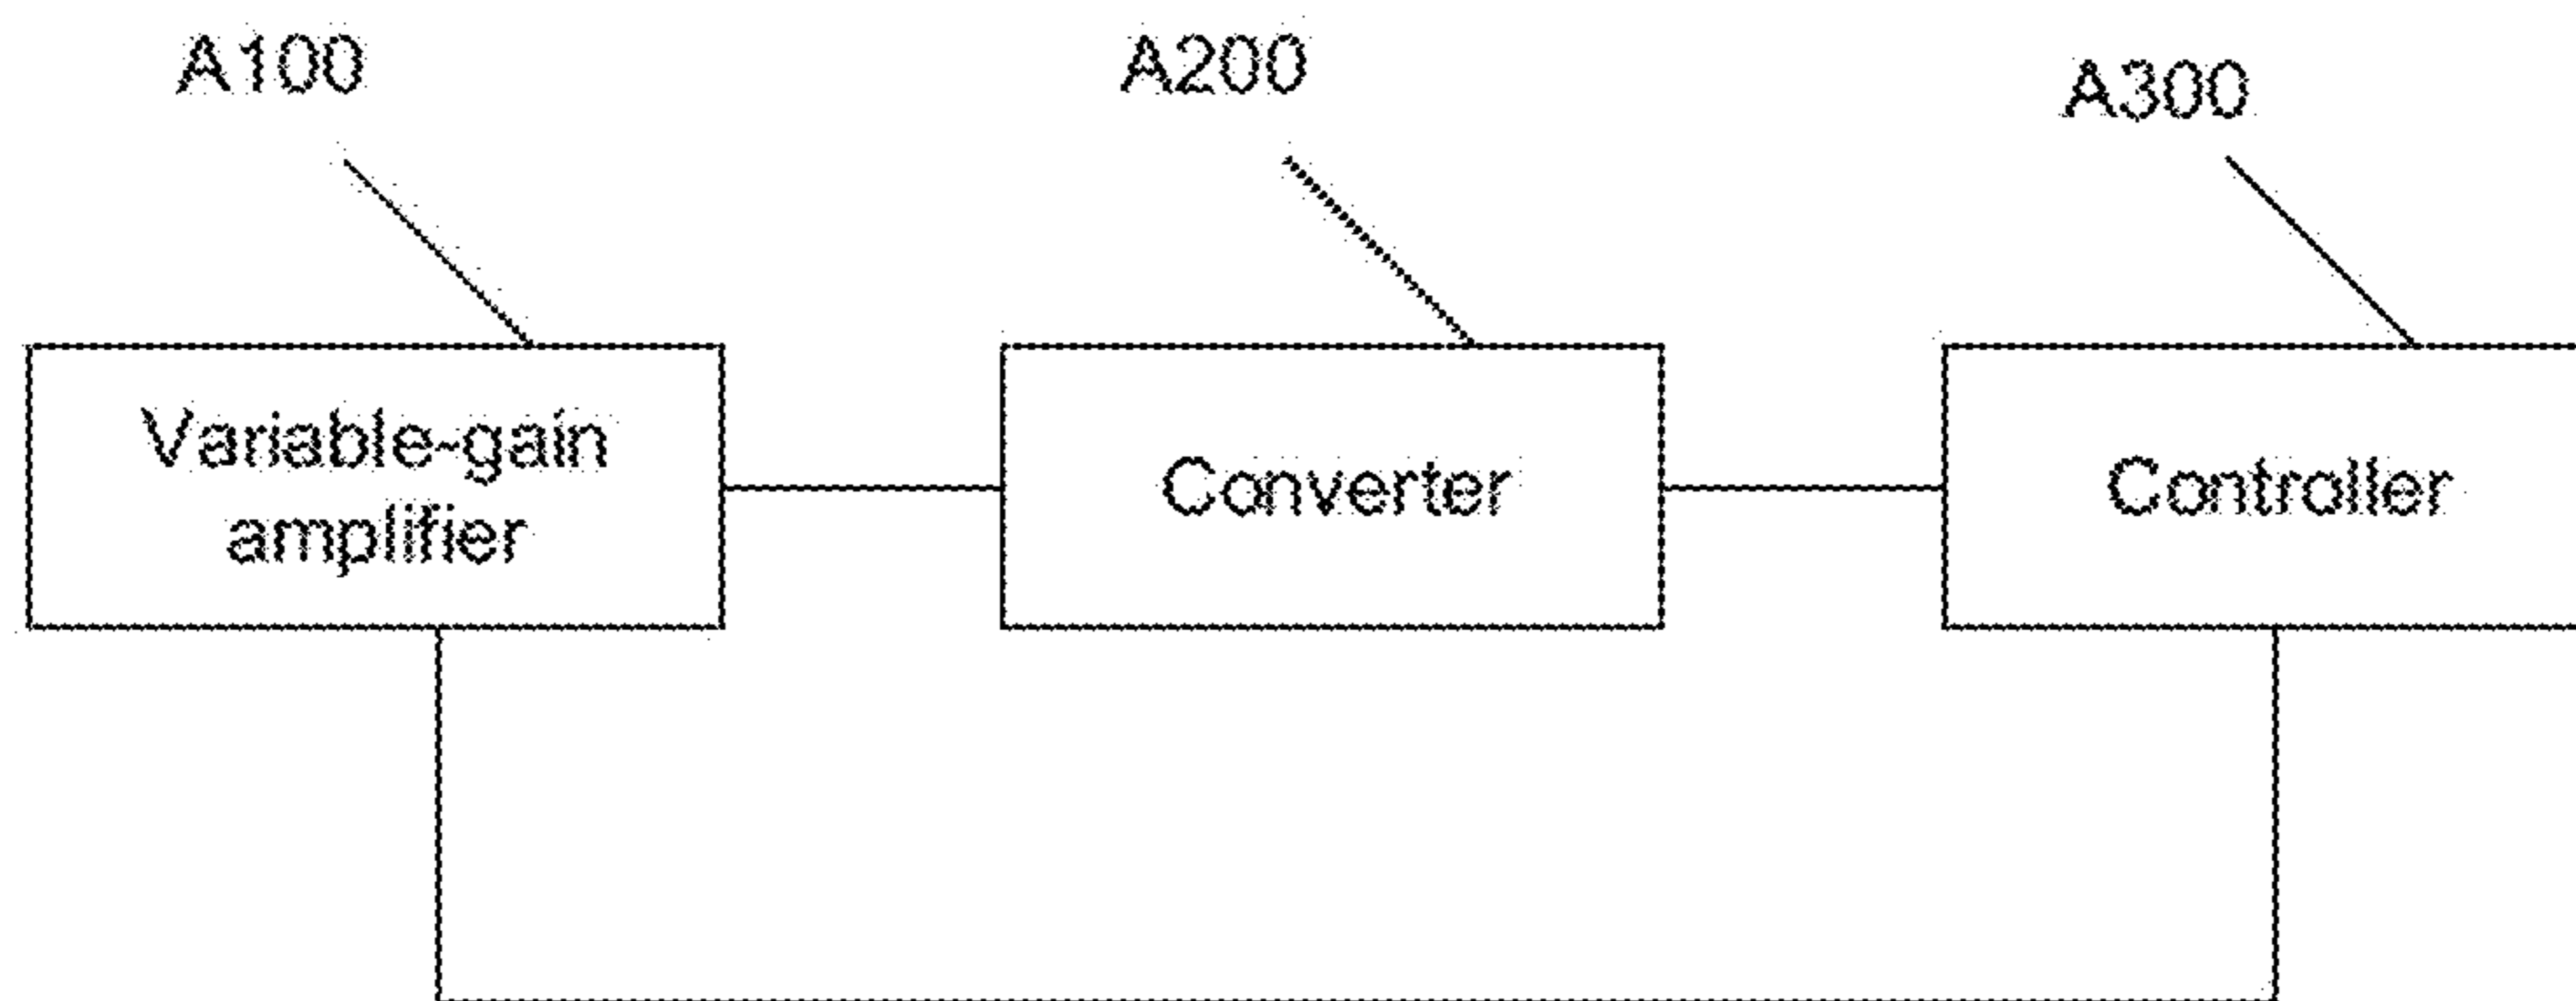 A100
A200
A300
Variable-gain
amplifier
Converter
Controller